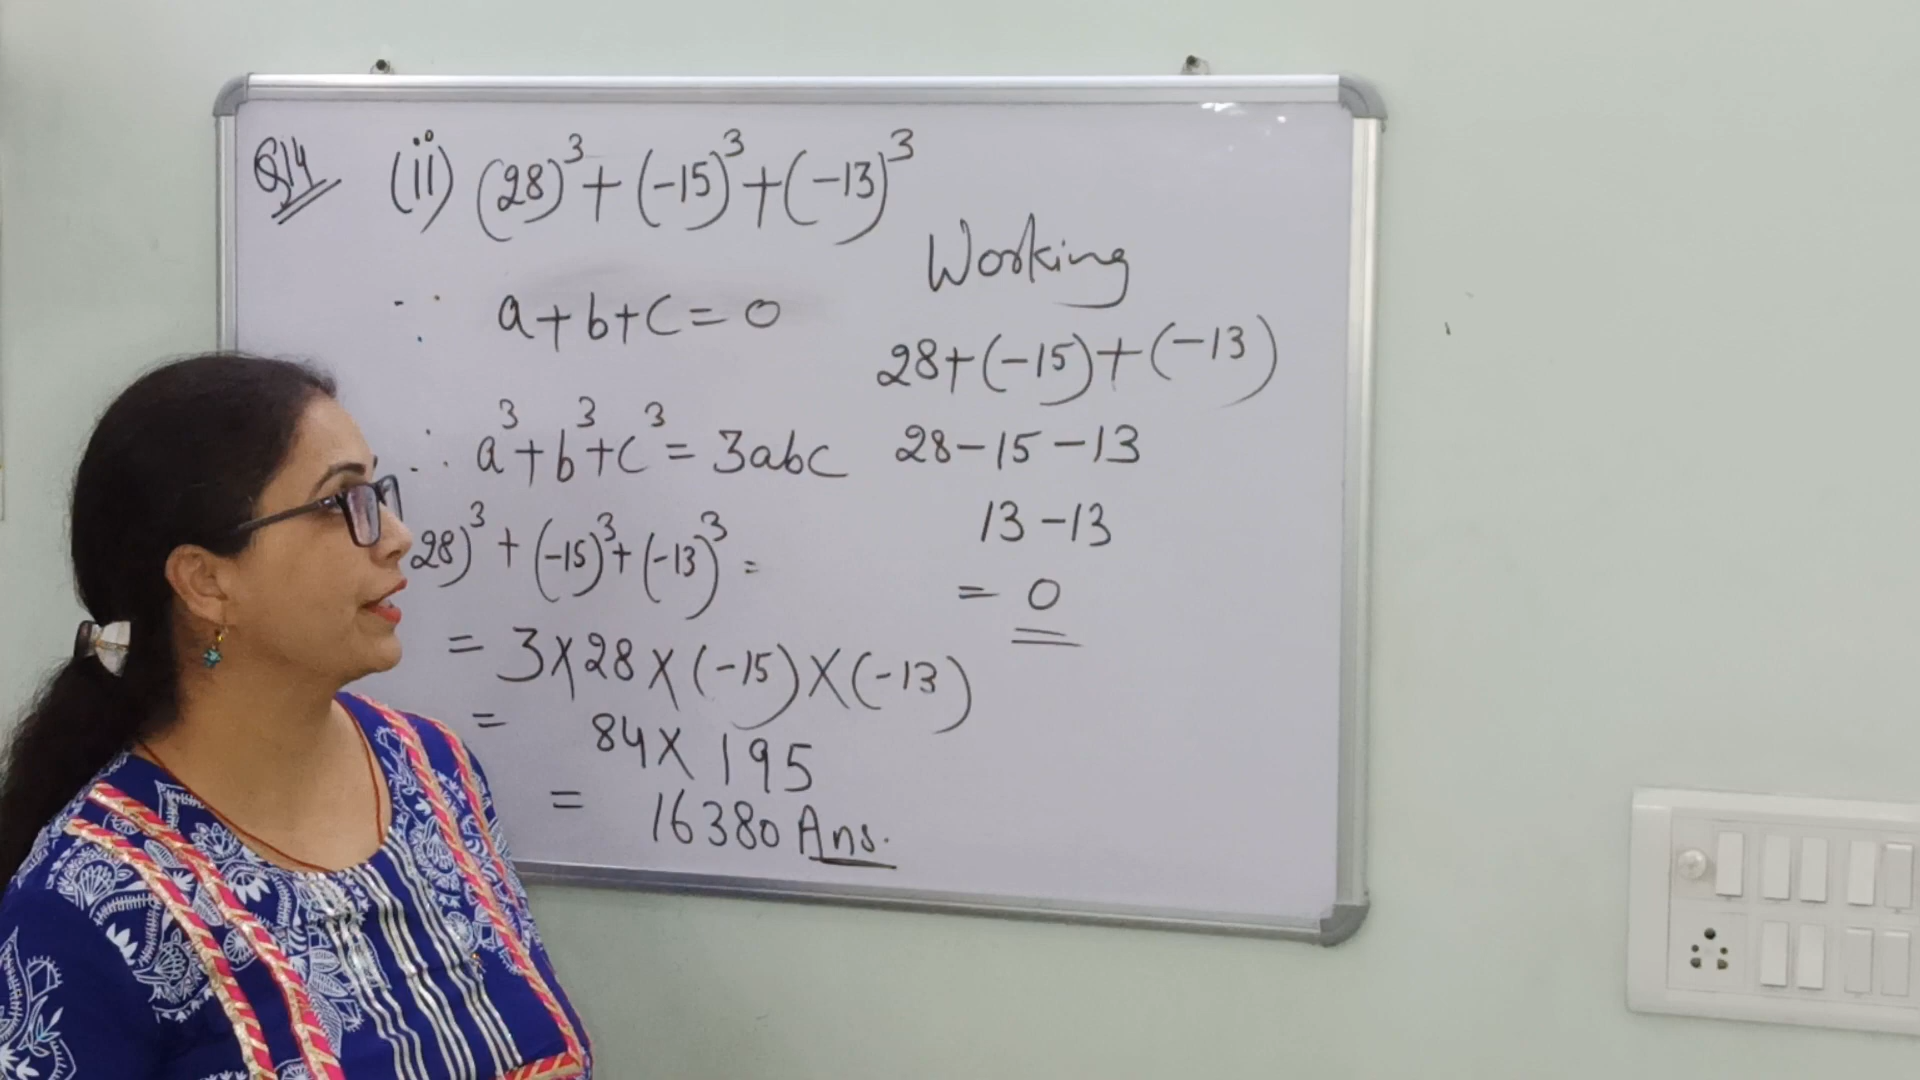 Q14 (ii) (28)³ + (-15)³ + (-13)³
∵ a + b + c = 0
∴ a³ + b³ + c³ = 3abc
28)³ + (-15)³ + (-13)³ =
= 3 × 28 × (-15) × (-13)
= 84 × 195
= 16380 Ans.
Working
28 + (-15) + (-13)
28 - 15 - 13
13 - 13
= 0